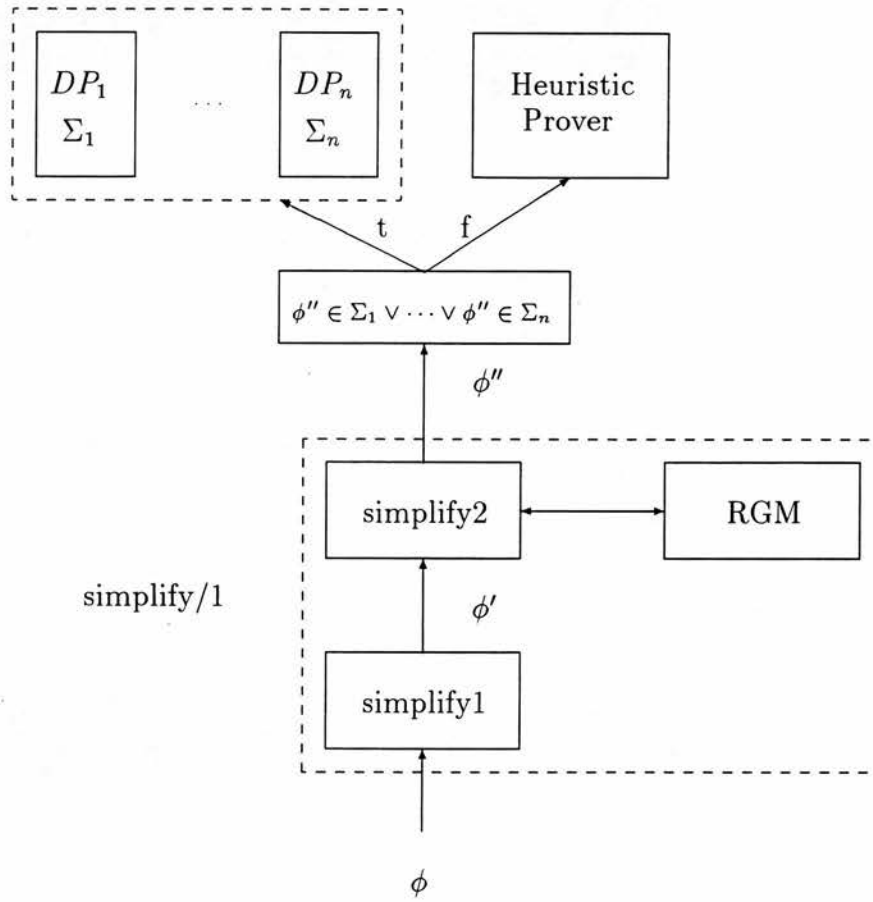 DP₁
Σ₁
...
DPₙ
Σₙ
Heuristic
Prover
t
f
ϕ″ ∈ Σ₁ ∨ ⋯ ∨ ϕ″ ∈ Σₙ
ϕ″
simplify2
RGM
simplify/1
ϕ′
simplify1
ϕ